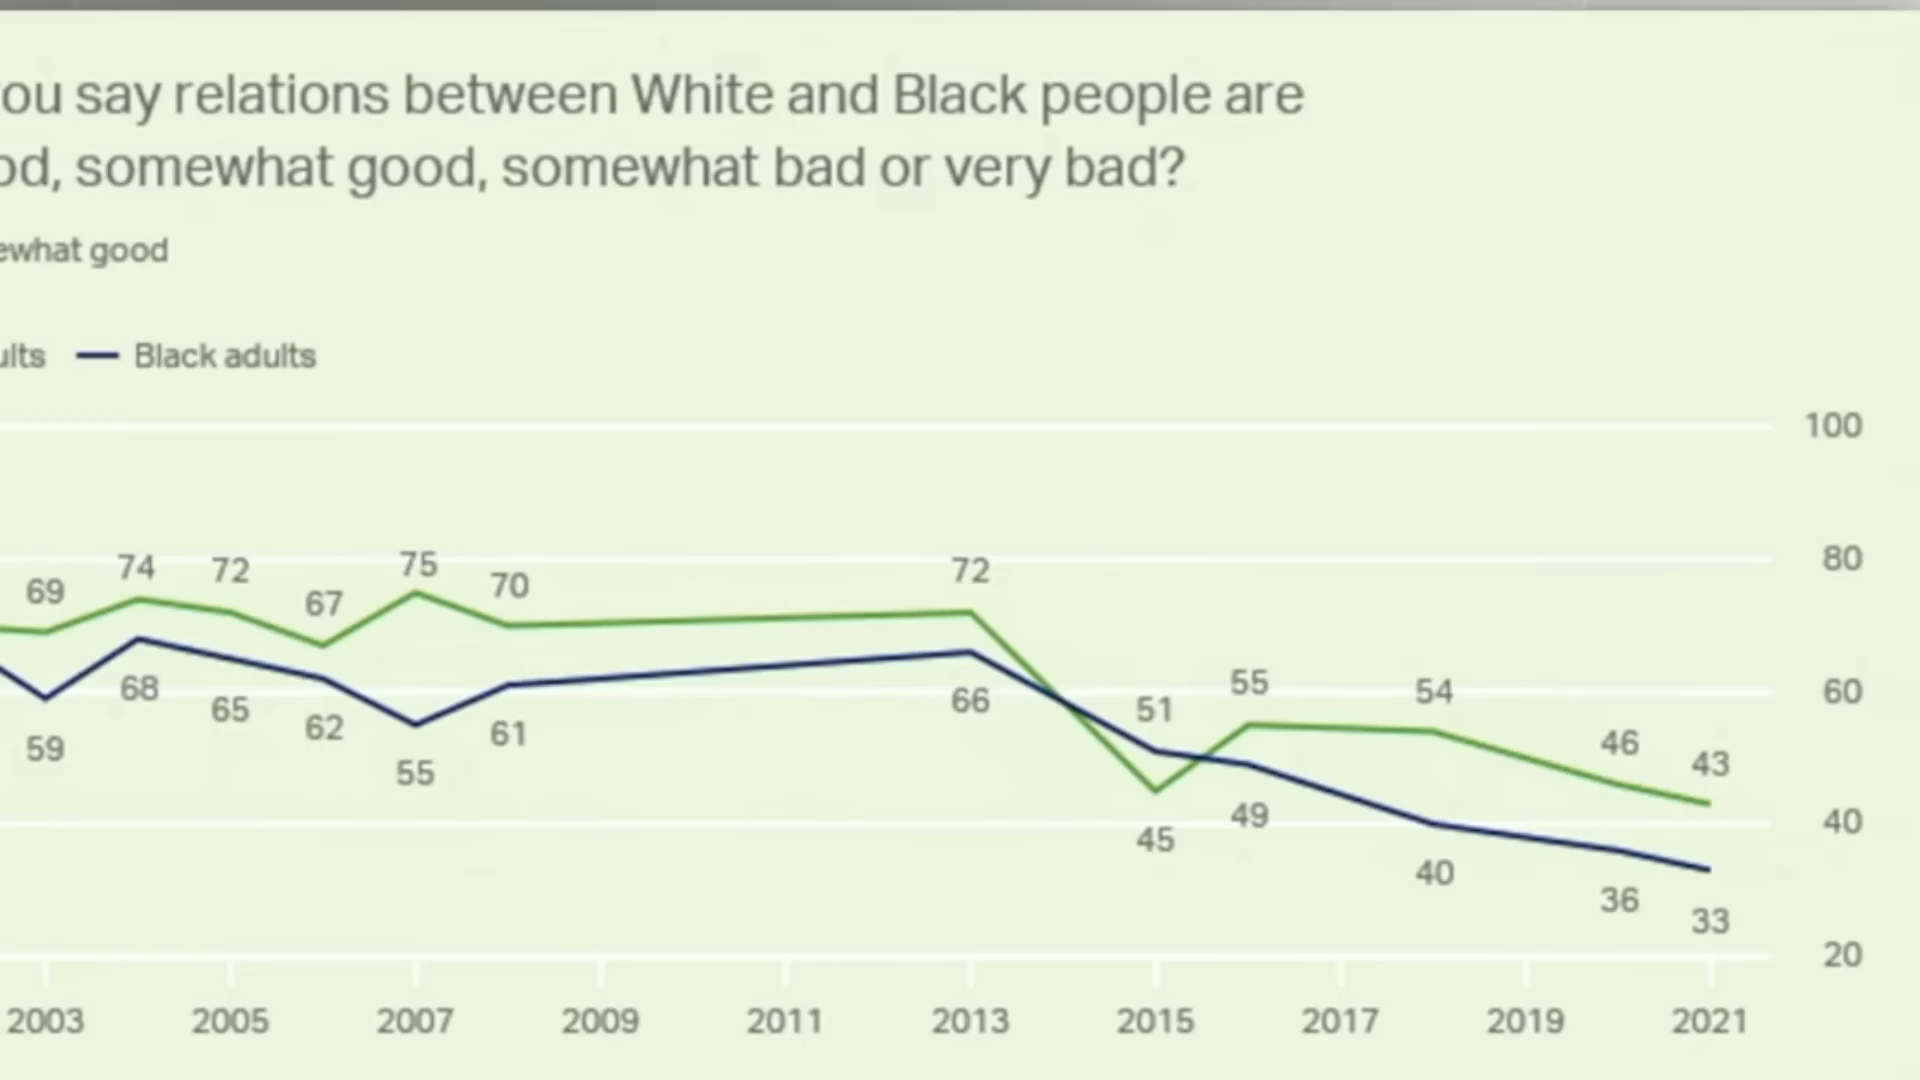 ou say relations between White and Black people are
od, somewhat good, somewhat bad or very bad?
ewhat good
ults Black adults
100
80
60
40
20
69 74 72 67 75 70 72 51 55 54 46 43
59 68 65 62 55 61 66 45 49 40 36 33
2003 2005 2007 2009 2011 2013 2015 2017 2019 2021